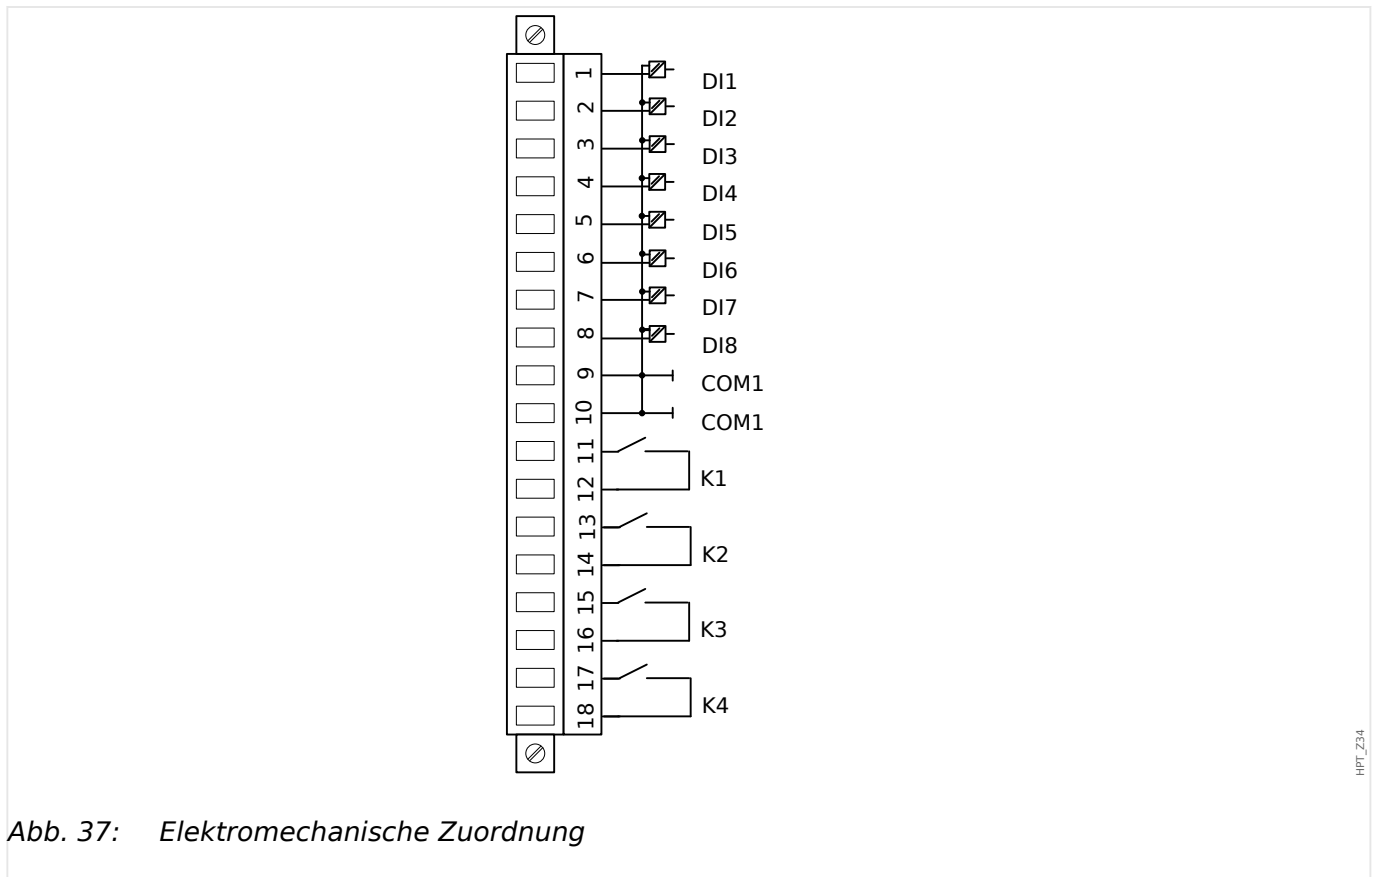 1 DI1
2 DI2
3 DI3
4 DI4
5 DI5
6 DI6
7 DI7
8 DI8
9 COM1
10 COM1
11
K1
12
13
K2
14
15
K3
16
17
K4
18
HPT_Z34
Abb. 37: Elektromechanische Zuordnung